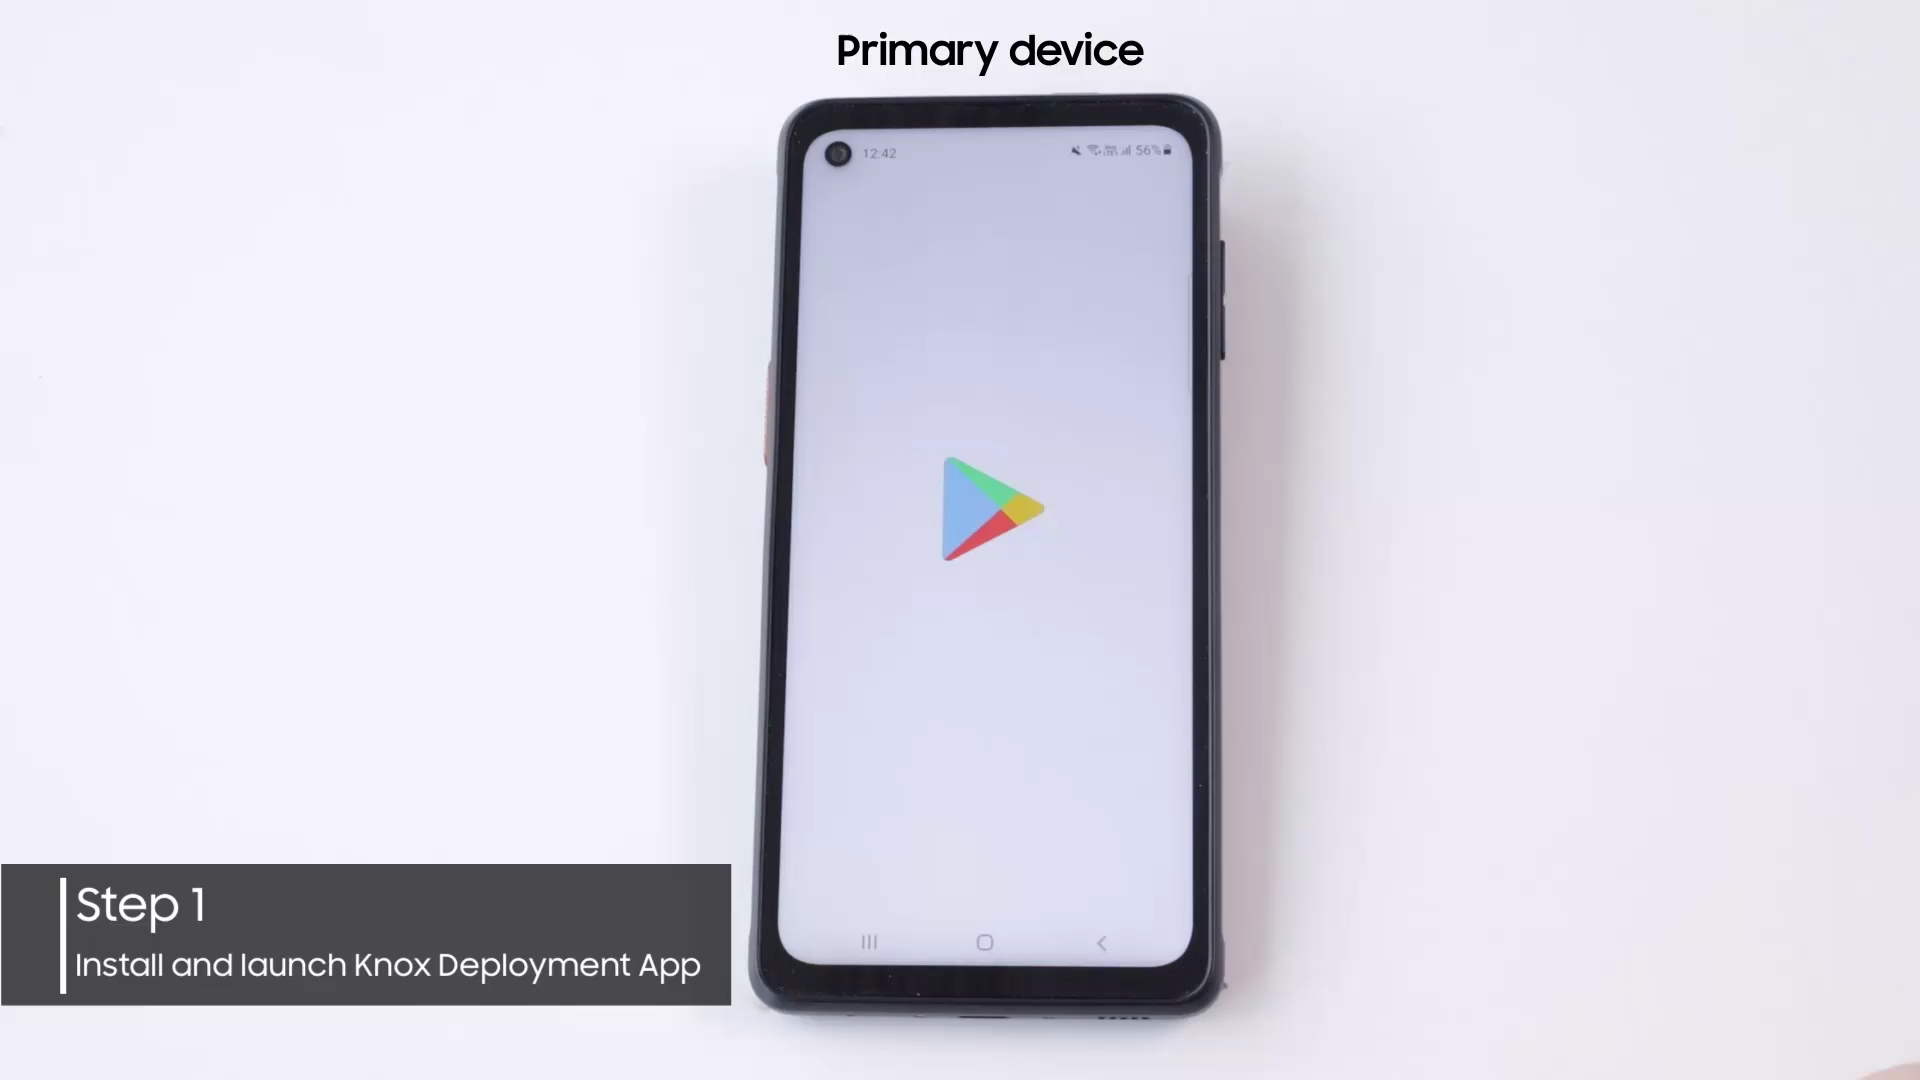 Primary device
12:42
56%
Step 1
Install and launch Knox Deployment App